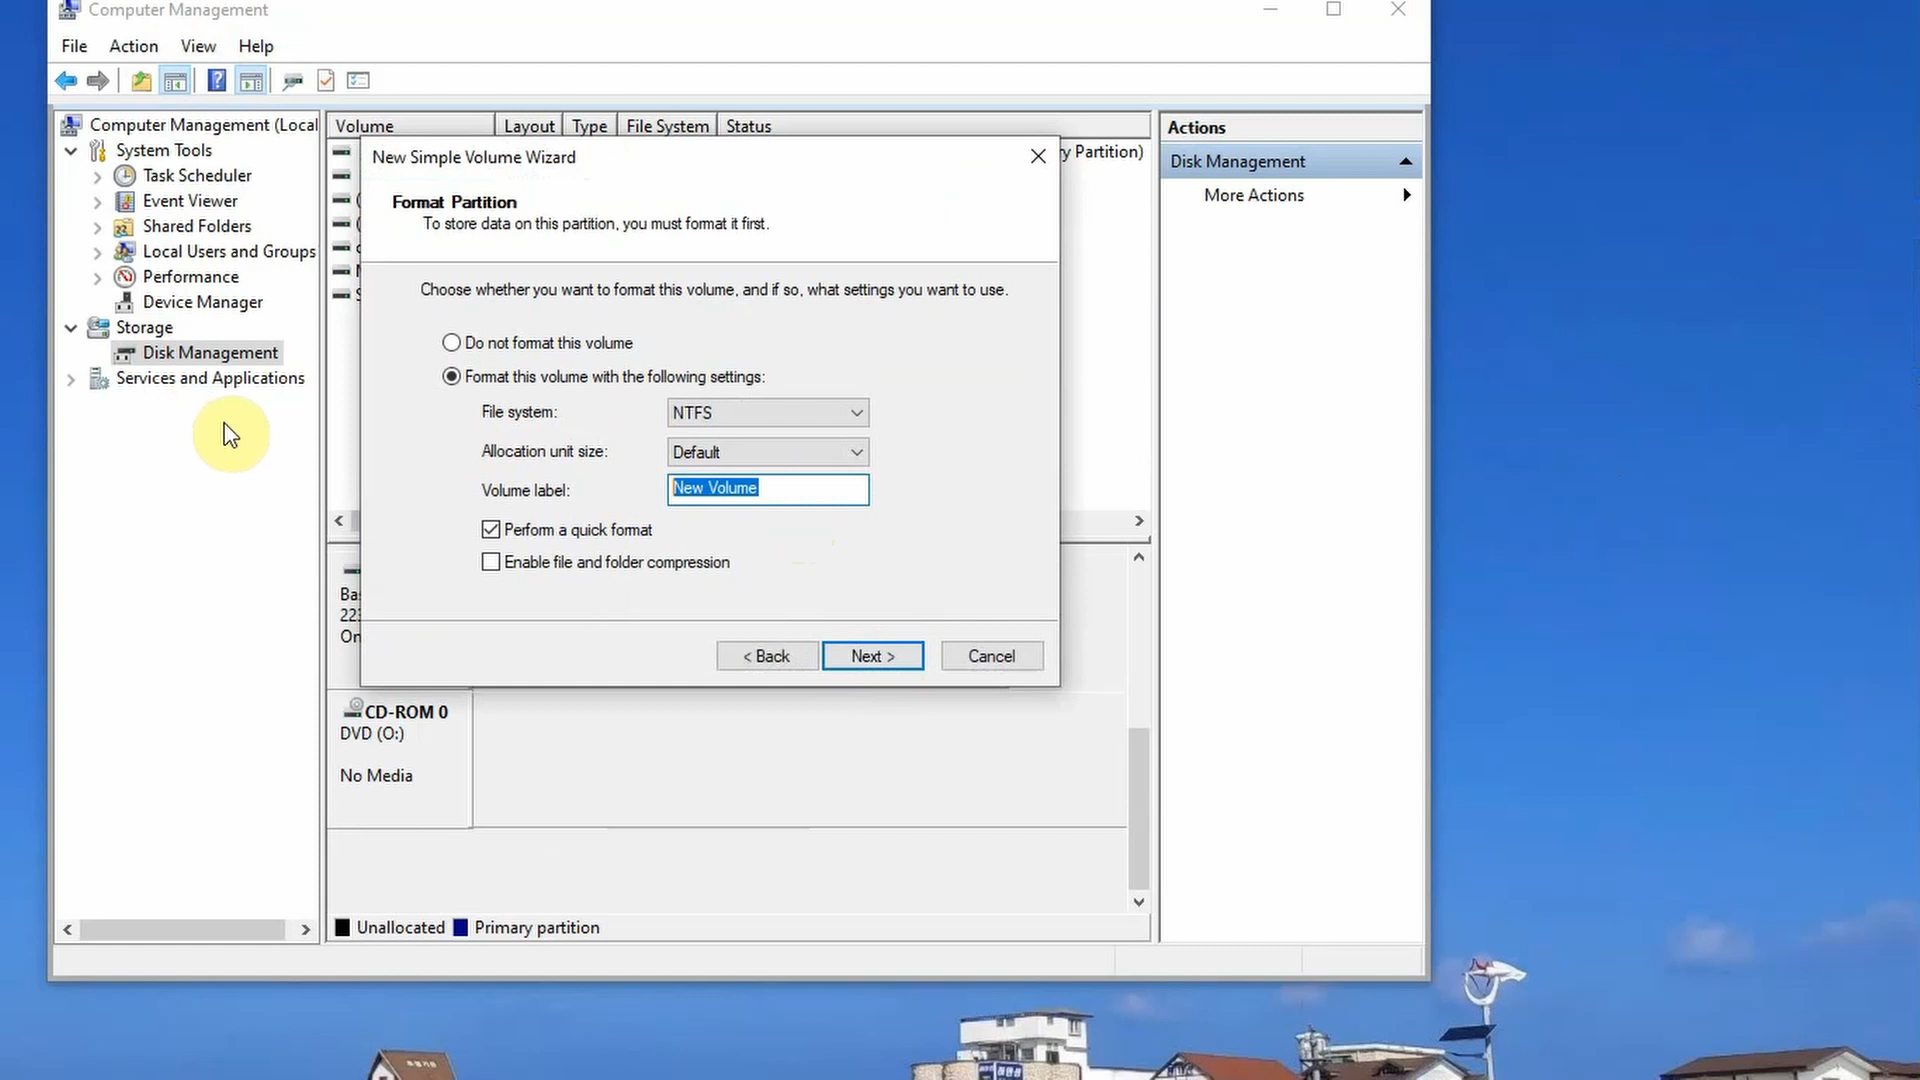 Computer Management
File Action View Help
Computer Management (Local
System Tools
Task Scheduler
Event Viewer
Shared Folders
Local Users and Groups
Performance
Device Manager
Storage
Disk Management
Services and Applications
Volume Layout Type File System Status
y Partition)
New Simple Volume Wizard
Format Partition
To store data on this partition, you must format it first.
Choose whether you want to format this volume, and if so, what settings you want to use.
Do not format this volume
Format this volume with the following settings:
File system: NTFS
Allocation unit size: Default
Volume label: New Volume
Perform a quick format
Enable file and folder compression
< Back Next > Cancel
Ba
22
On
CD-ROM 0
DVD (O:)
No Media
Unallocated Primary partition
Actions
Disk Management
More Actions